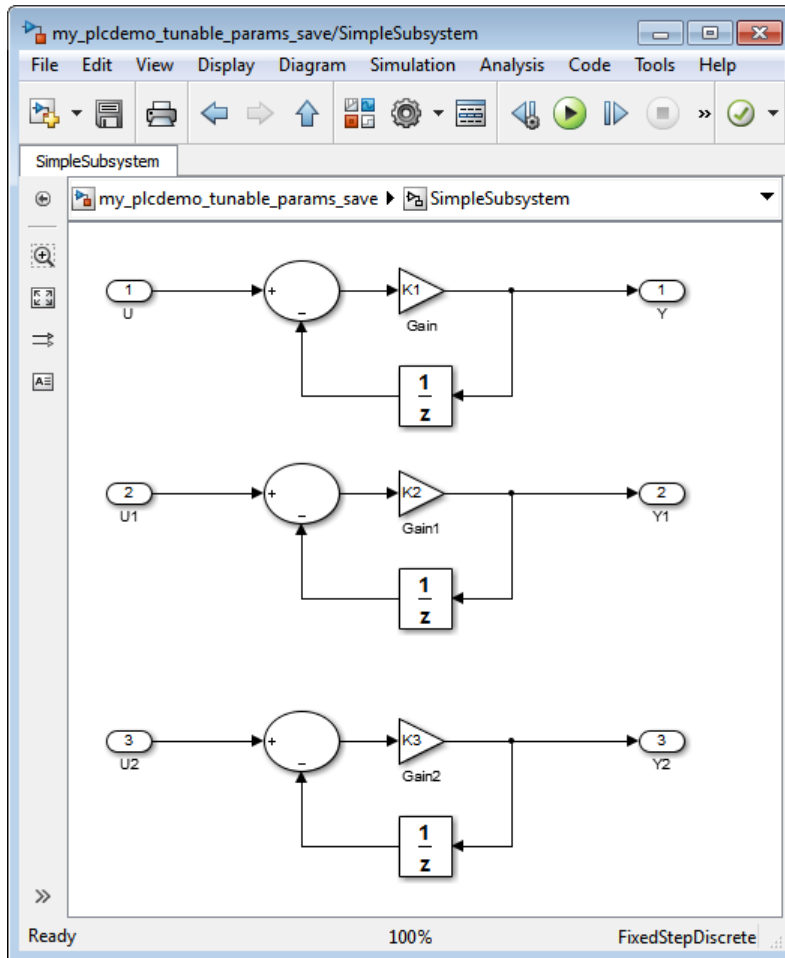 my_plcdemo_tunable_params_save/SimpleSubsystem
File Edit View Display Diagram Simulation Analysis Code Tools Help
»
SimpleSubsystem
my_plcdemo_tunable_params_save SimpleSubsystem
1 + K1 1
U − Gain Y
1
z
2 + K2 2
U1 − Gain1 Y1
1
z
3 + K3 3
U2 − Gain2 Y2
1
z
»
Ready 100% FixedStepDiscrete